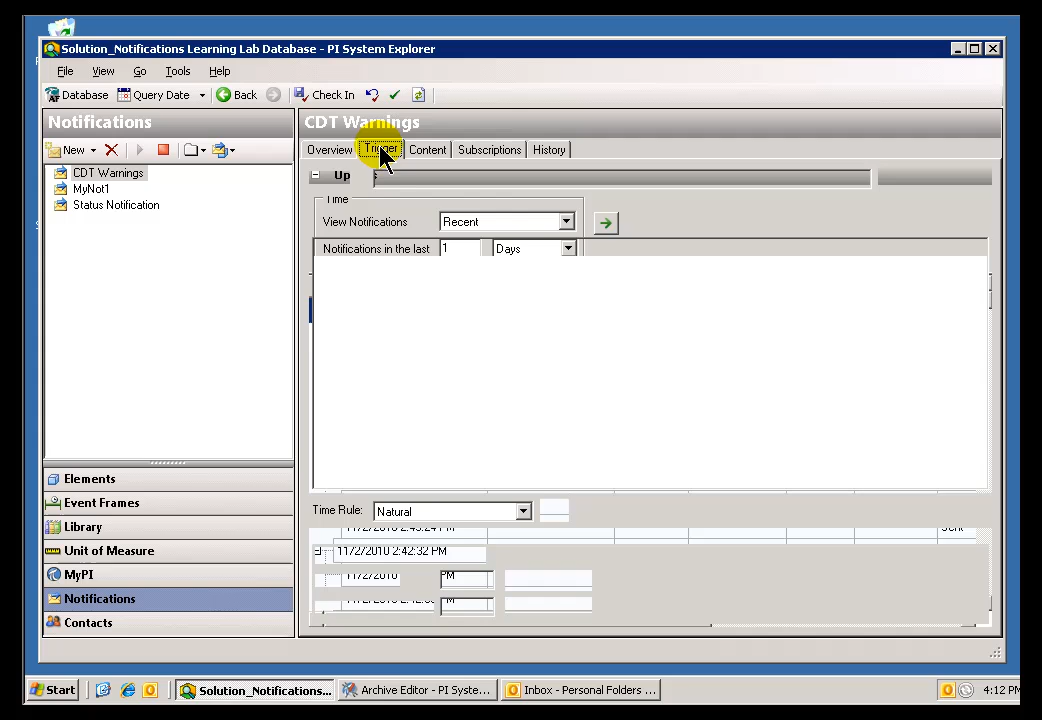 Solution_Notifications Learning Lab Database - PI System Explorer
File View Go Tools Help
Database Query Date Back Check In
Notifications
CDT Warnings
New
Overview Trigger Content Subscriptions History
CDT Warnings
MyNot1
Status Notification
Up
Time
View Notifications Recent
Notifications in the last 1 Days
Time Rule: Natural
11/2/2010 2:42:32 PM
11/2/2010 PM
Elements
Event Frames
Library
Unit of Measure
MyPI
Notifications
Contacts
Start Solution_Notifications... Archive Editor - PI Syste... Inbox - Personal Folders ... 4:12 PM